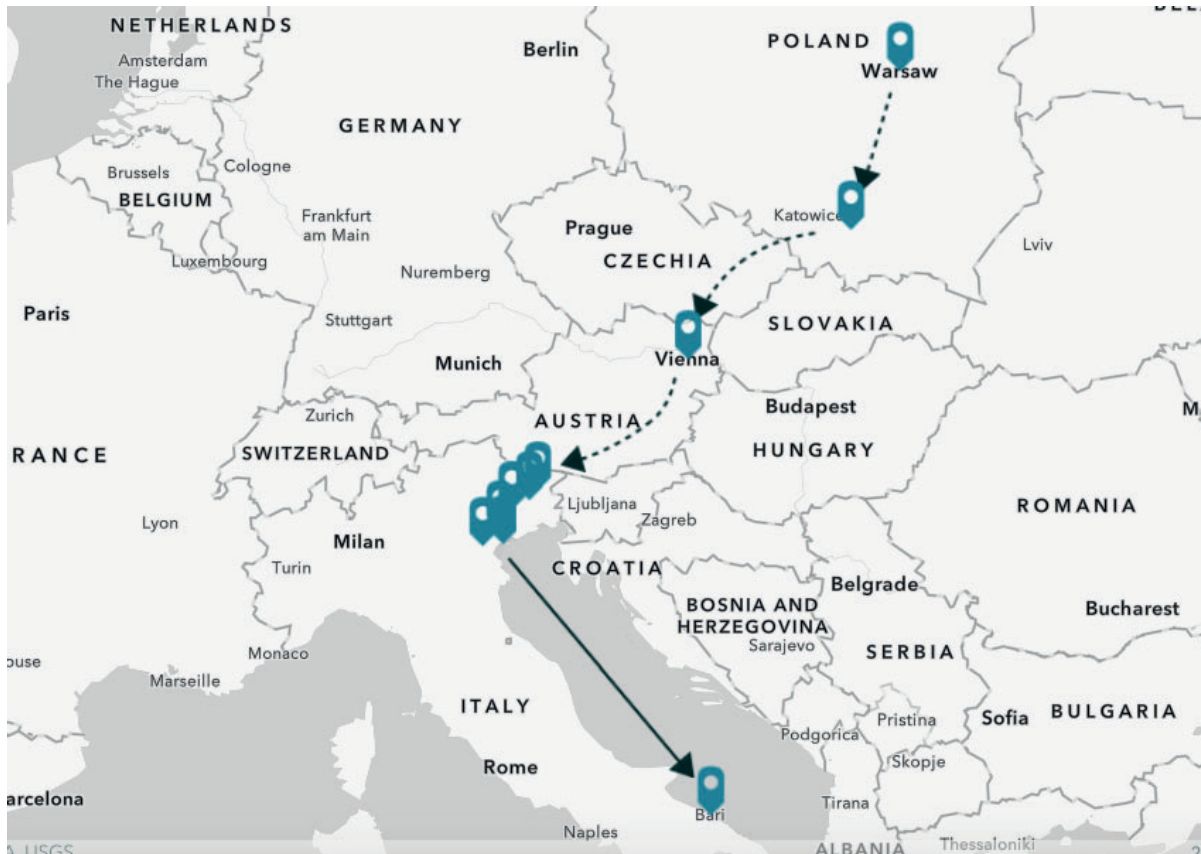 NETHERLANDS
Amsterdam
The Hague
Berlin
POLAND
Warsaw
GERMANY
Brussels
BELGIUM
Cologne
Frankfurt
am Main
Luxembourg
Prague
CZECHIA
Katowice
Lviv
Nuremberg
Paris
Stuttgart
SLOVAKIA
Munich
Vienna
Zurich
AUSTRIA
Budapest
SWITZERLAND
HUNGARY
RANCE
Ljubljana
Zagreb
ROMANIA
Lyon
Milan
Turin
CROATIA
Belgrade
BOSNIA AND
HERZEGOVINA
Sarajevo
Bucharest
Monaco
SERBIA
ouse
Marseille
ITALY
Podgorica
Pristina
Sofia
BULGARIA
Rome
Skopje
arcelona
Bari
Tirana
Naples
ALBANIA
Thessaloniki
USGS